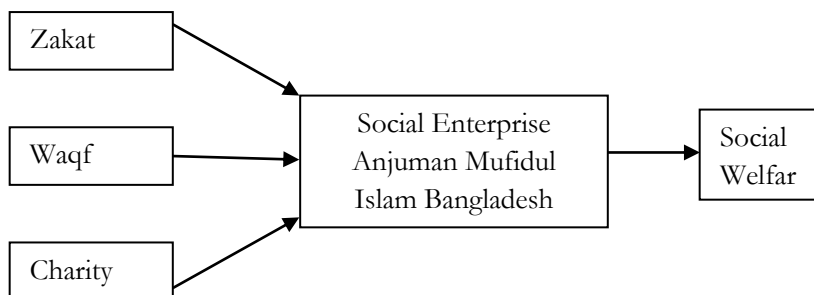 Zakat
Waqf
Charity
Social Enterprise
Anjuman Mufidul
Islam Bangladesh
Social
Welfar